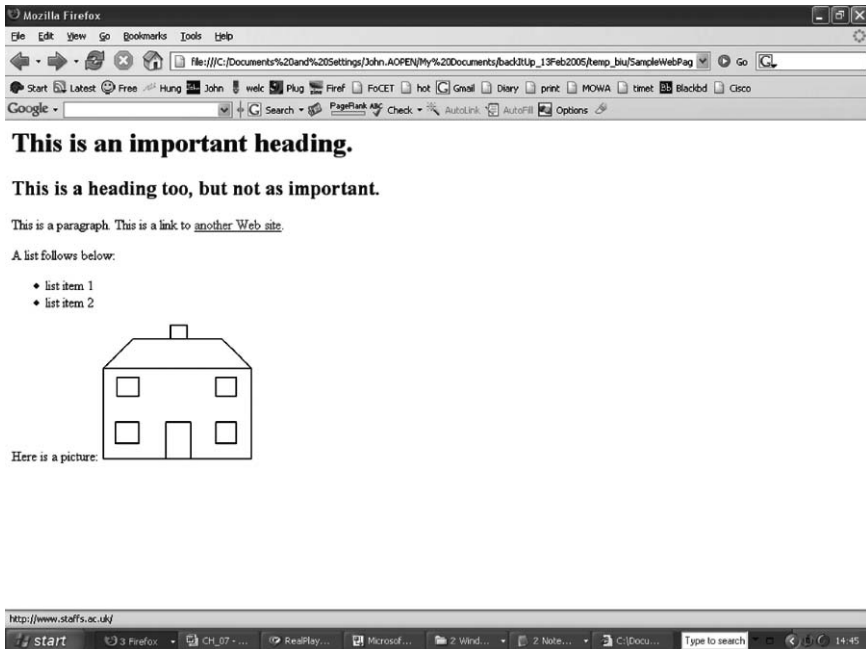 Mozilla Firefox
File Edit View Go Bookmarks Tools Help
file:///C:/Documents%20and%20Settings/John.AOPEN/My%20Documents/backItUp_13Feb2005/temp_biu/SampleWebPag Go G
Start Latest Free Hung John welc Plug Firef FoCET hot Gmail Diary print MOWA timet Bb Blackbd Cisco
Google Search PageRank ABC Check AutoLink AutoFill Options
This is an important heading.
This is a heading too, but not as important.
This is a paragraph. This is a link to another Web site.
A list follows below:
list item 1
list item 2
Here is a picture:
http://www.staffs.ac.uk/
start 3 Firefox CH_07 - ... RealPlay... Microsof... 2 Wind... 2 Note... C:\Docu... Type to search 14:45